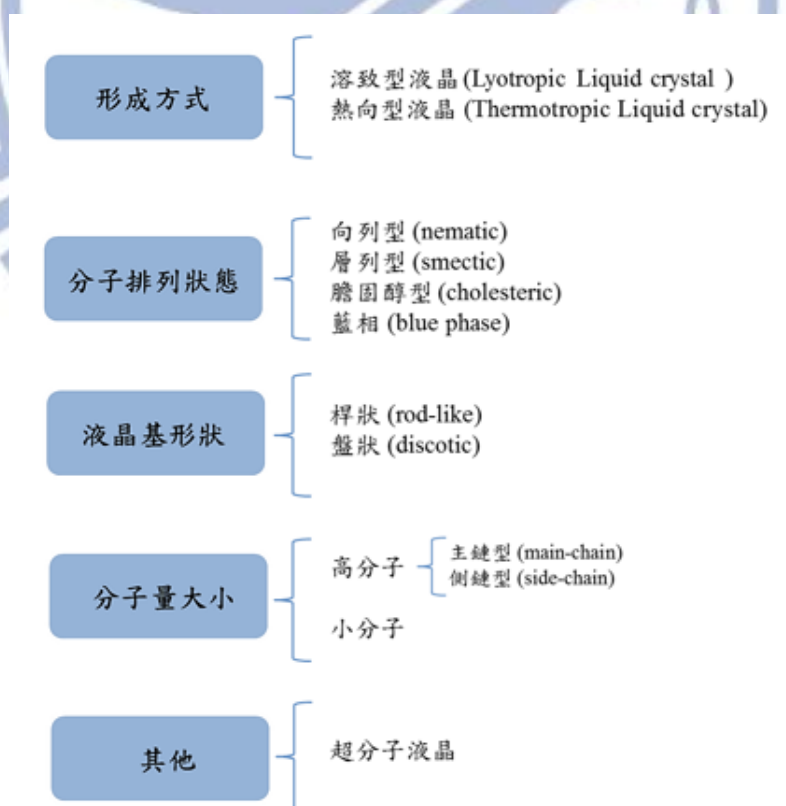 形成方式
溶致型液晶(Lyotropic Liquid crystal )
熱向型液晶 (Thermotropic Liquid crystal)
分子排列狀態
向列型 (nematic)
層列型 (smectic)
膽固醇型 (cholesteric)
藍相 (blue phase)
液晶基形狀
桿狀 (rod-like)
盤狀 (discotic)
分子量大小
高分子
主鏈型 (main-chain)
側鏈型 (side-chain)
小分子
其他
超分子液晶